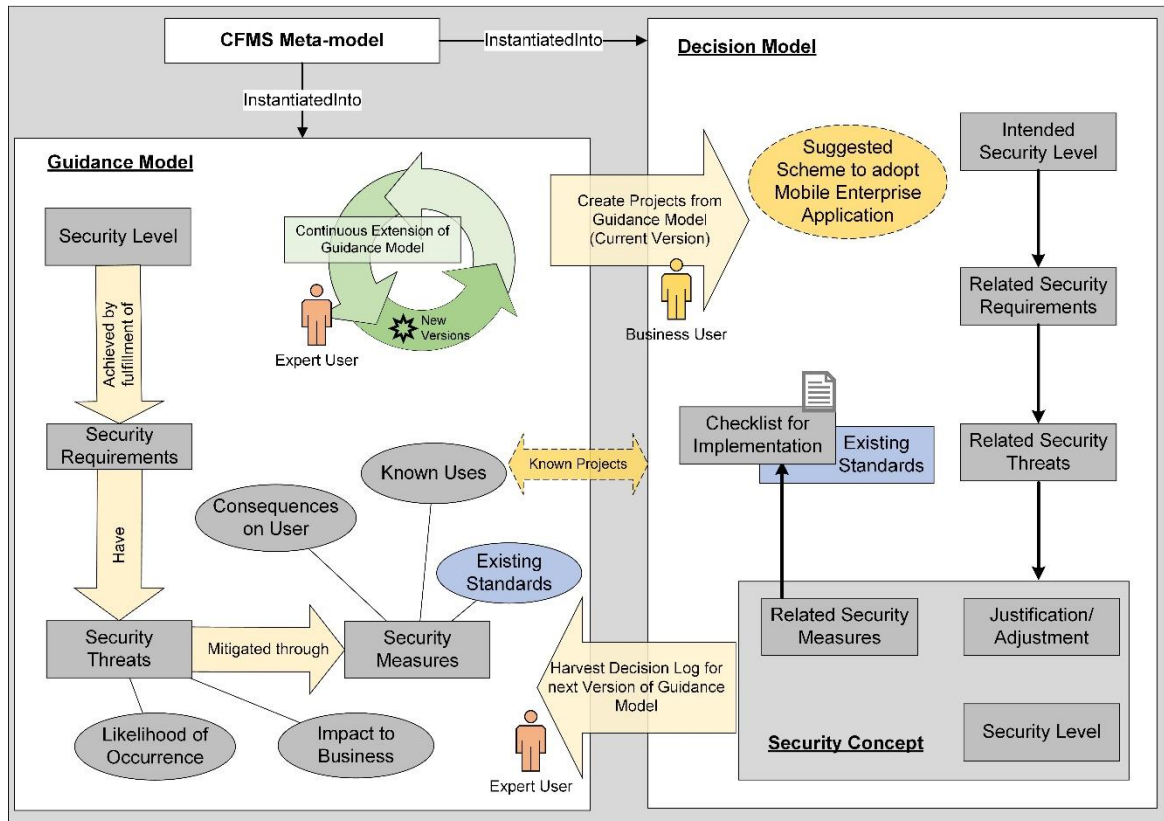 CFMS Meta-model
InstantiatedInto
InstantiatedInto
Guidance Model
Security Level
Achieved by
fulfillment of
Security
Requirements
Have
Security
Threats
Mitigated through
Security
Measures
Likelihood of
Occurrence
Impact to
Business
Consequences
on User
Known Uses
Existing
Standards
Continuous Extension of
Guidance Model
New
Versions
Expert User
Create Projects from
Guidance Model
(Current Version)
Business User
Known Projects
Harvest Decision Log for
next Version of Guidance
Model
Expert User
Decision Model
Suggested
Scheme to adopt
Mobile Enterprise
Application
Intended
Security Level
Related Security
Requirements
Related Security
Threats
Checklist for
Implementation
Existing
Standards
Related Security
Measures
Justification/
Adjustment
Security Level
Security Concept